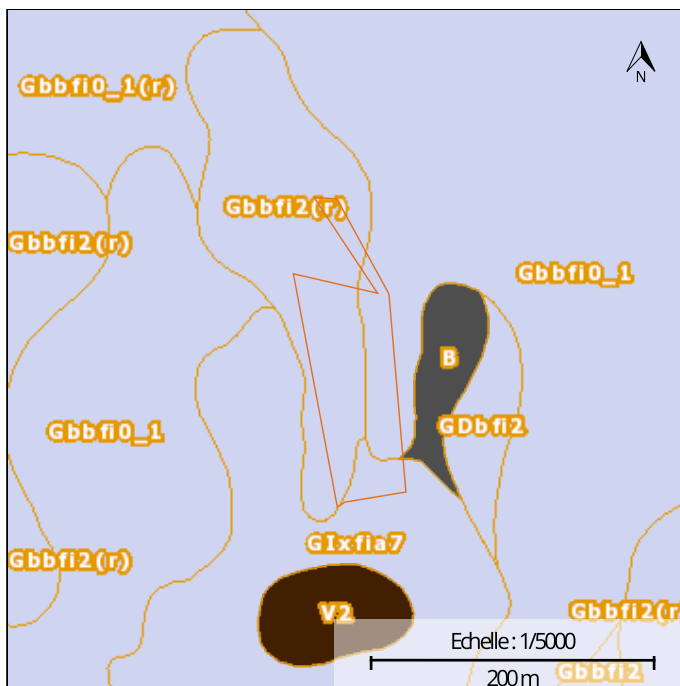 Gbbfi0_1(r)
N
Gbbfi2(r)
Gbbfi2(r)
Gbbfi0_1
B
GDbfi2
Gbbfi0_1
GIxfia7
Gbbfi2(r)
V2
Gbbfi2(r
Echelle : 1/5000
Gbbfi2
200 m